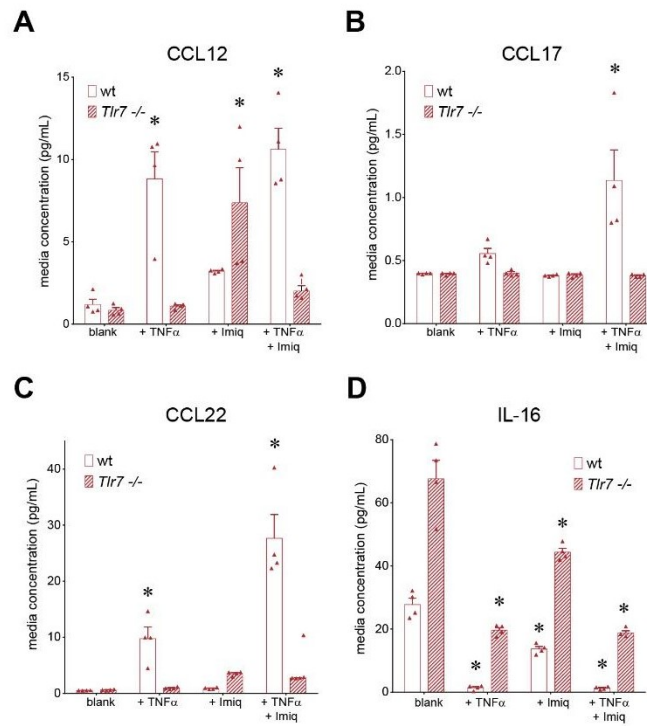 A
CCL12
media concentration (pg/mL)
15
10
5
0
wt
Tlr7 -/-
*
*
*
blank
+ TNFα
+ Imiq
+ TNFα
+ Imiq
B
CCL17
media concentration (pg/mL)
2.0
1.5
1.0
0.5
0.0
wt
Tlr7 -/-
*
blank
+ TNFα
+ Imiq
+ TNFα
+ Imiq
C
CCL22
media concentration (pg/mL)
40
30
20
10
0
wt
Tlr7 -/-
*
*
blank
+ TNFα
+ Imiq
+ TNFα
+ Imiq
D
IL-16
media concentration (pg/mL)
80
60
40
20
0
wt
Tlr7 -/-
*
*
*
*
*
*
blank
+ TNFα
+ Imiq
+ TNFα
+ Imiq